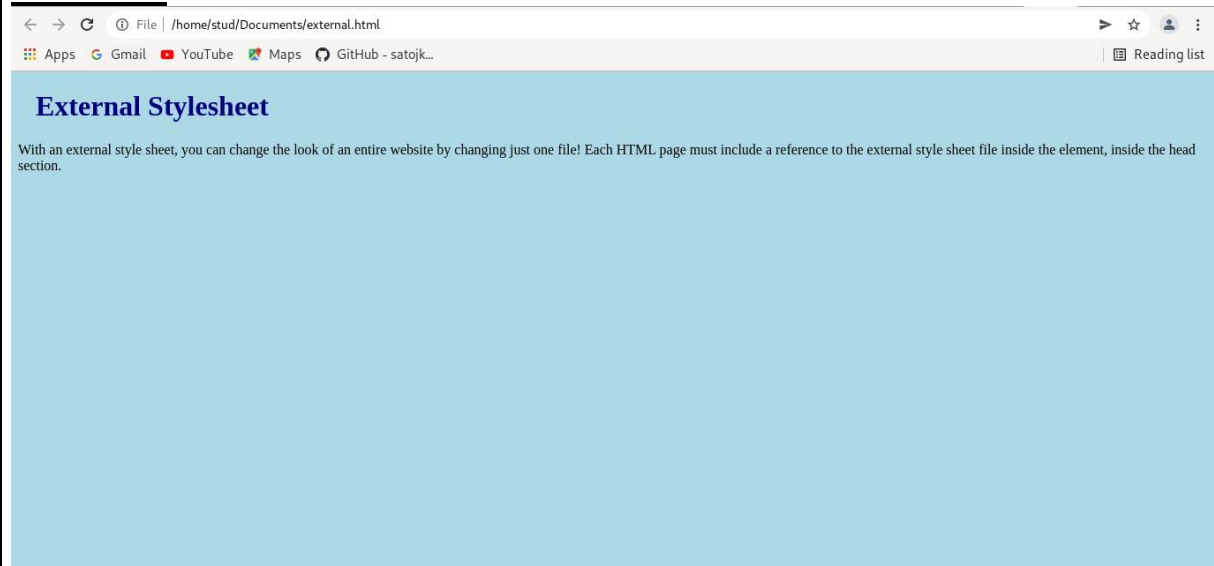 File | /home/stud/Documents/external.html
Apps Gmail YouTube Maps GitHub - satojk... Reading list
External Stylesheet
With an external style sheet, you can change the look of an entire website by changing just one file! Each HTML page must include a reference to the external style sheet file inside the element, inside the head
section.